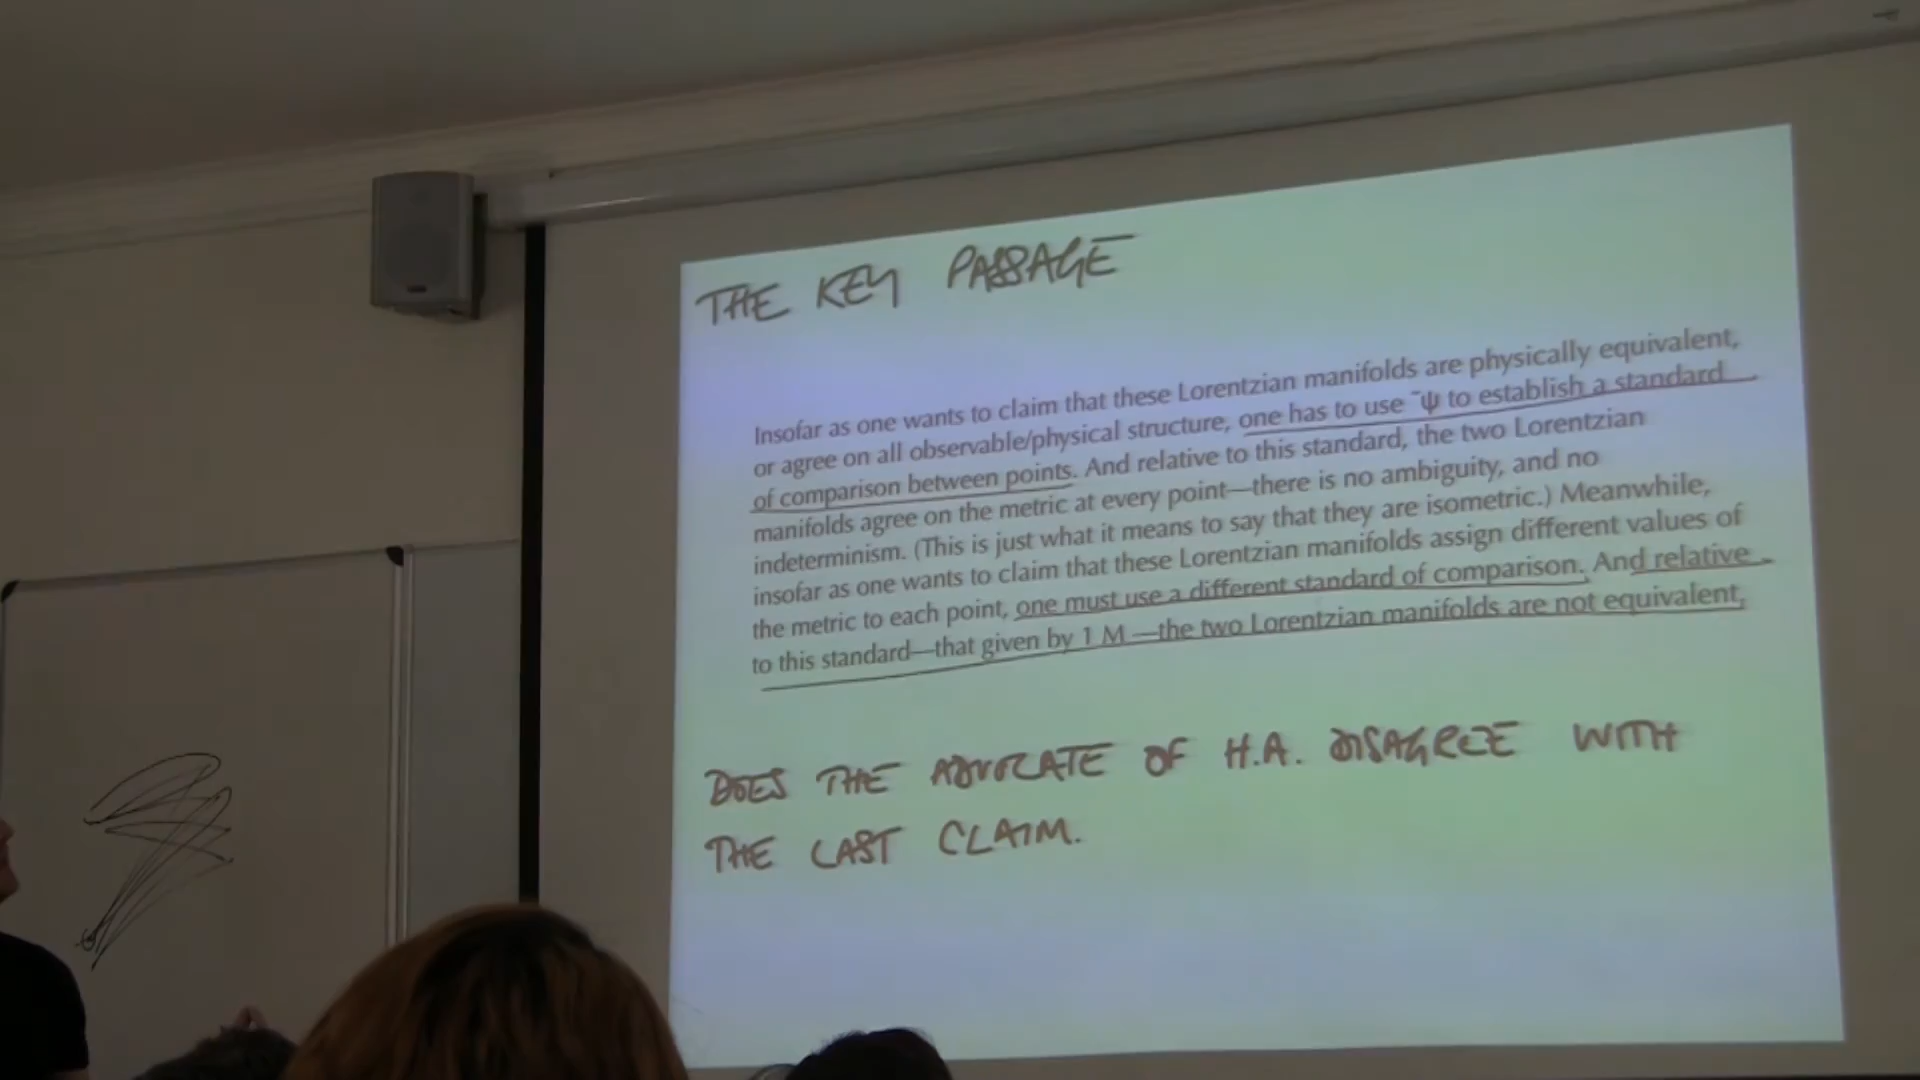 THE KEY PASSAGE
Insofar as one wants to claim that these Lorentzian manifolds are physically equivalent,
or agree on all observable/physical structure, one has to use ˜ψ to establish a standard
of comparison between points. And relative to this standard, the two Lorentzian
manifolds agree on the metric at every point—there is no ambiguity, and no
indeterminism. (This is just what it means to say that they are isometric.) Meanwhile,
insofar as one wants to claim that these Lorentzian manifolds assign different values of
the metric to each point, one must use a different standard of comparison. And relative
to this standard—that given by 1 M —the two Lorentzian manifolds are not equivalent,
DOES THE ADVOCATE OF H.A. DISAGREE WITH
THE LAST CLAIM.